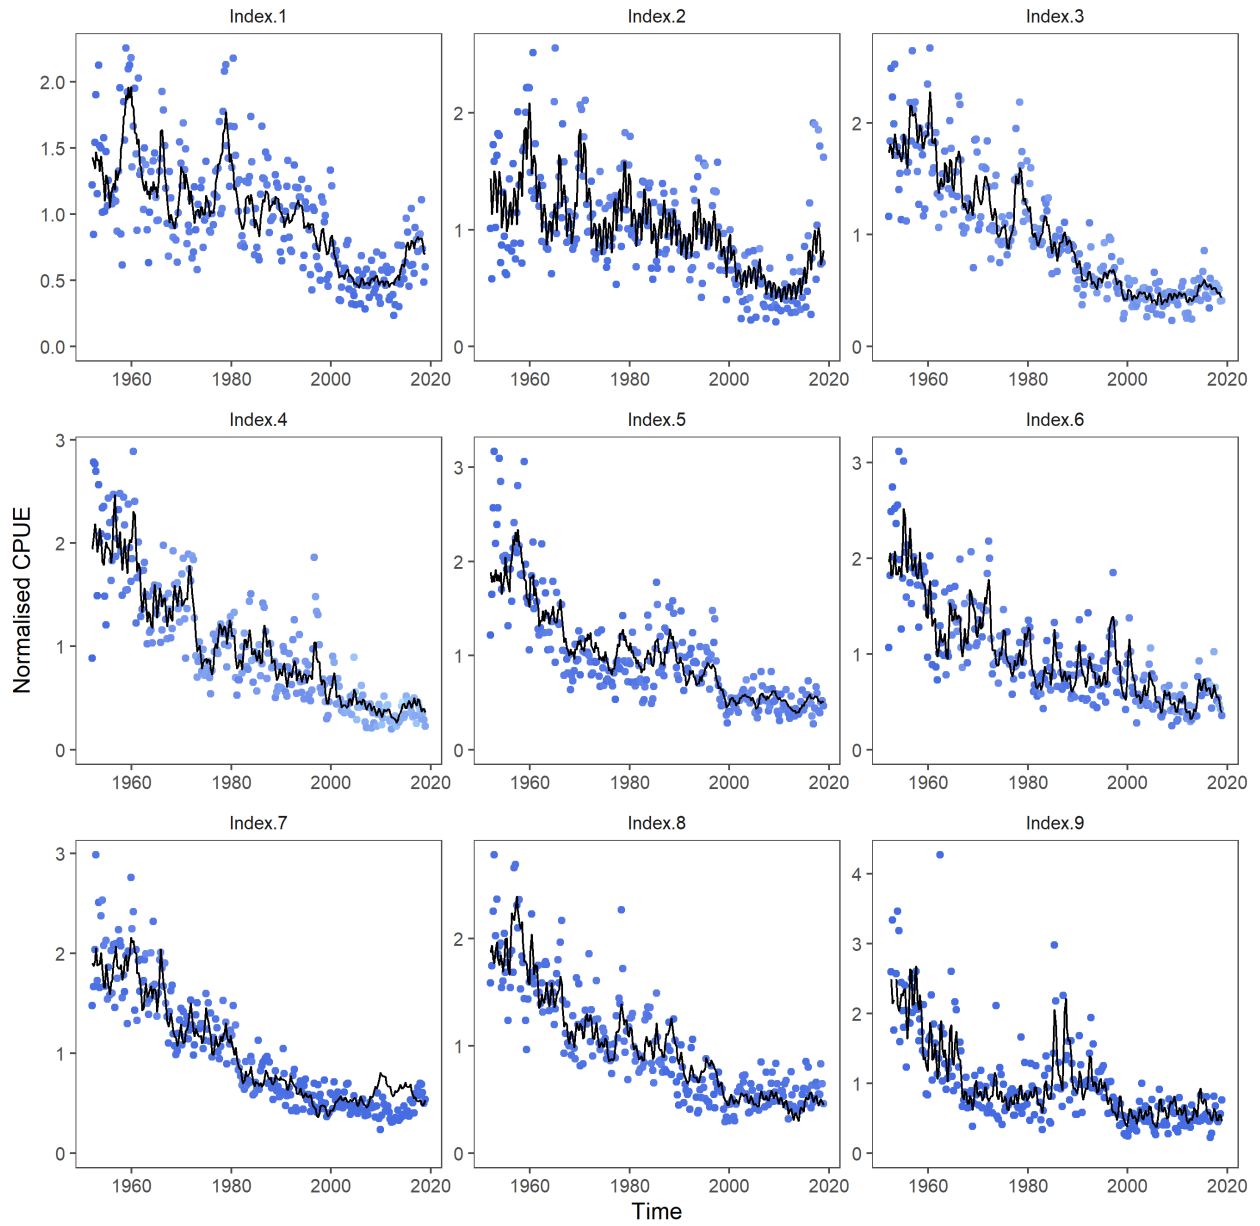 Index.1 Index.2 Index.3
2.0
1.5
1.0
0.5
0.0
2
1
0
2
1
0
1960 1980 2000 2020
1960 1980 2000 2020
1960 1980 2000 2020
Index.4 Index.5 Index.6
3
2
1
0
3
2
1
0
3
2
1
0
1960 1980 2000 2020
1960 1980 2000 2020
1960 1980 2000 2020
Normalised CPUE
Index.7 Index.8 Index.9
3
2
1
0
2
1
0
4
3
2
1
0
1960 1980 2000 2020
1960 1980 2000 2020
1960 1980 2000 2020
Time